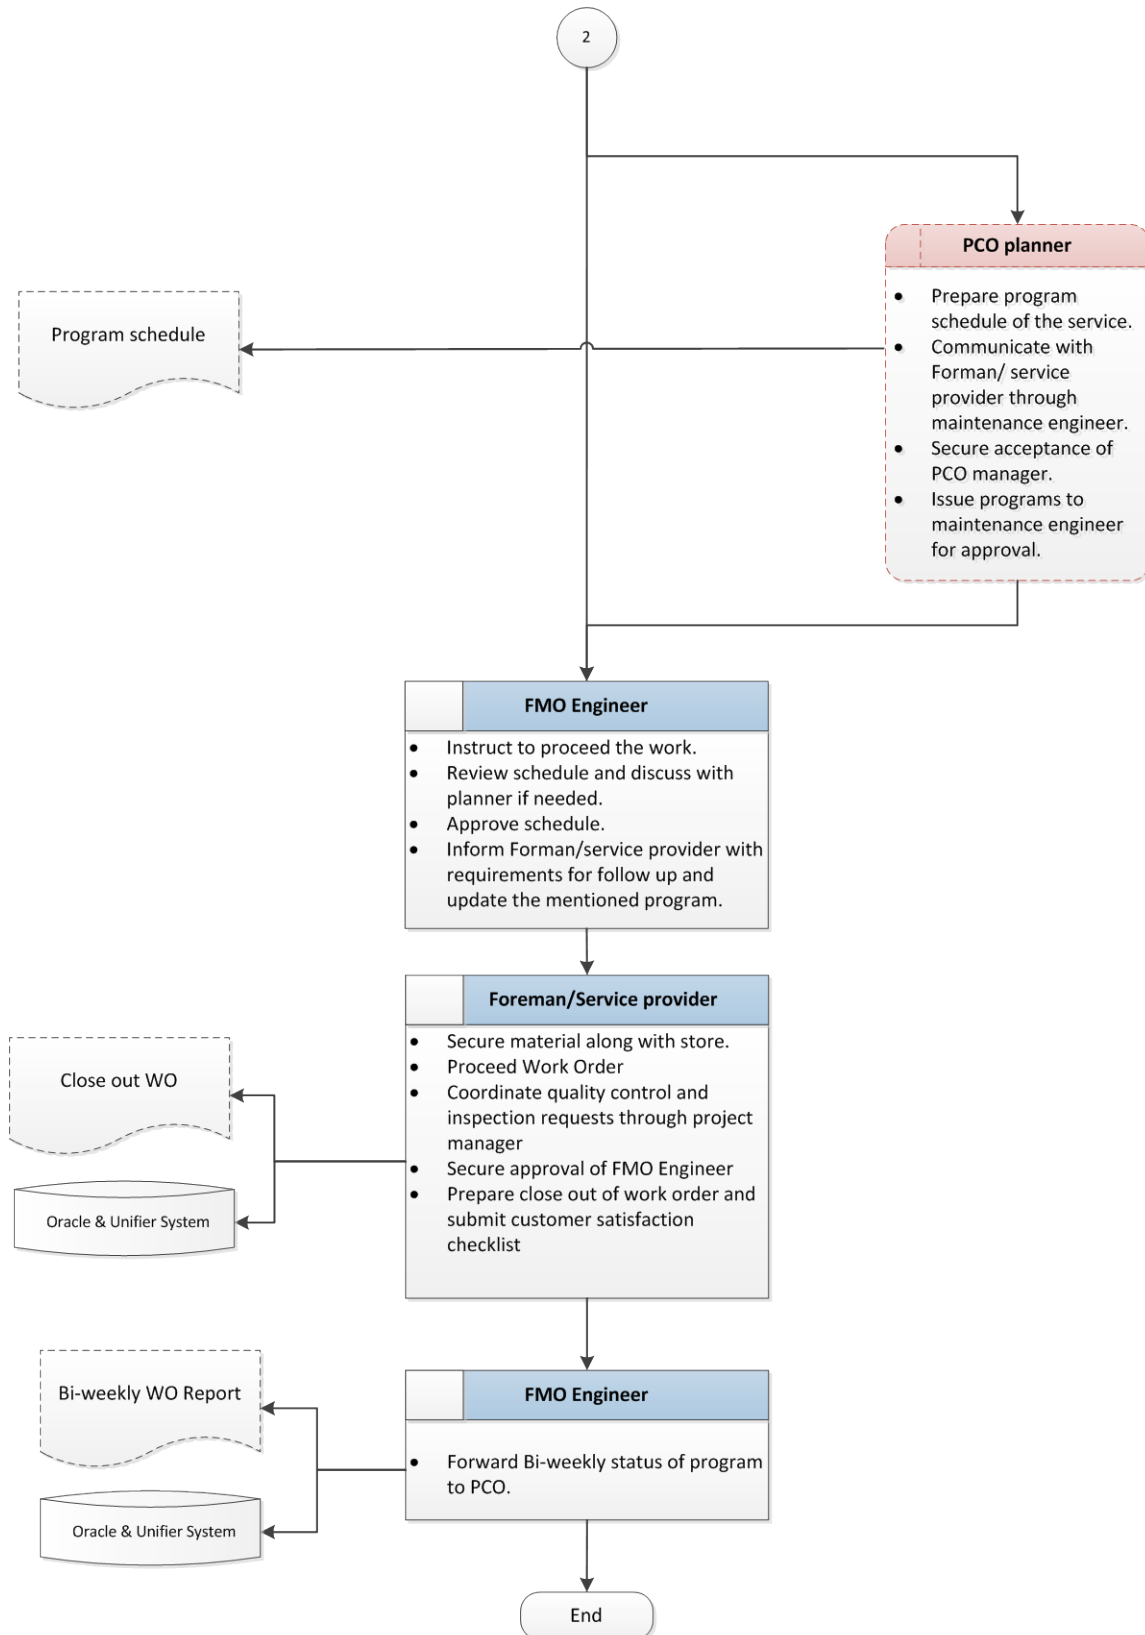 2
PCO planner
• Prepare program
schedule of the service.
• Communicate with
Forman/ service
provider through
maintenance engineer.
• Secure acceptance of
PCO manager.
• Issue programs to
maintenance engineer
for approval.
Program schedule
FMO Engineer
• Instruct to proceed the work.
• Review schedule and discuss with
planner if needed.
• Approve schedule.
• Inform Forman/service provider with
requirements for follow up and
update the mentioned program.
Foreman/Service provider
• Secure material along with store.
• Proceed Work Order
• Coordinate quality control and
inspection requests through project
manager
• Secure approval of FMO Engineer
• Prepare close out of work order and
submit customer satisfaction
checklist
Close out WO
Oracle & Unifier System
FMO Engineer
• Forward Bi-weekly status of program
to PCO.
Bi-weekly WO Report
Oracle & Unifier System
End